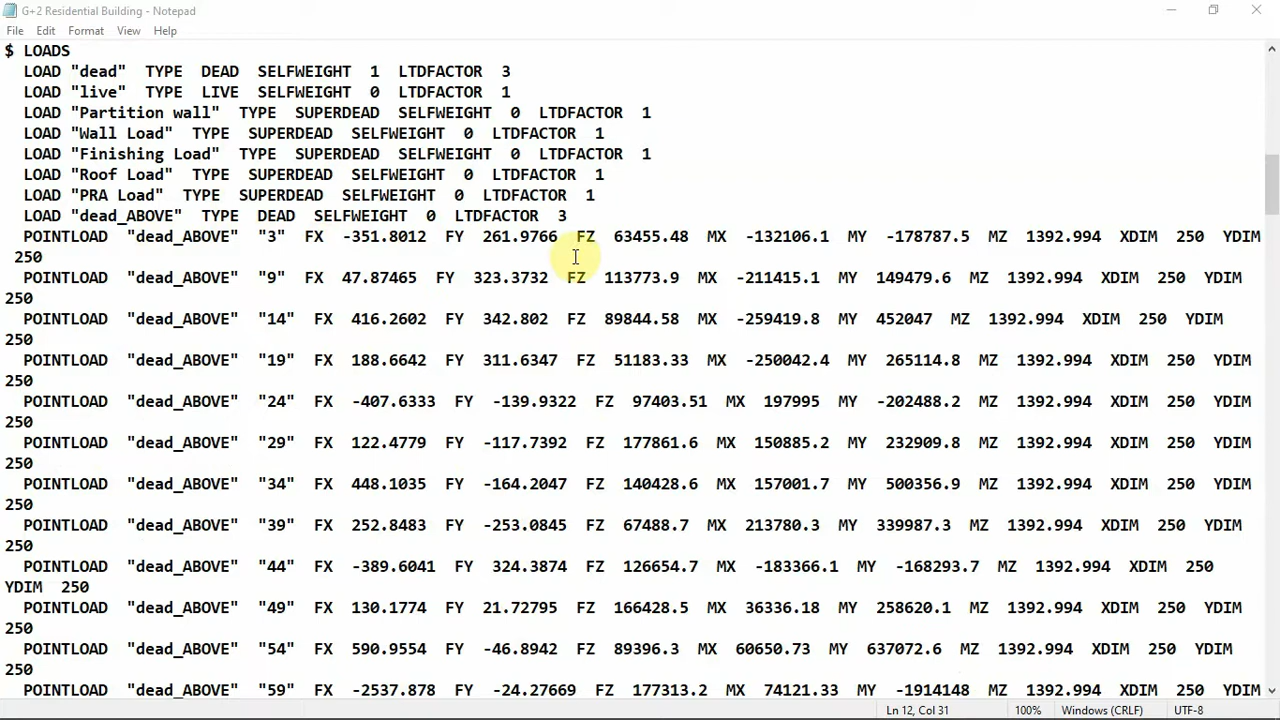 G+2 Residential Building - Notepad
File Edit Format View Help
$ LOADS
LOAD "dead" TYPE DEAD SELFWEIGHT 1 LTDFACTOR 3
LOAD "live" TYPE LIVE SELFWEIGHT 0 LTDFACTOR 1
LOAD "Partition wall" TYPE SUPERDEAD SELFWEIGHT 0 LTDFACTOR 1
LOAD "Wall Load" TYPE SUPERDEAD SELFWEIGHT 0 LTDFACTOR 1
LOAD "Finishing Load" TYPE SUPERDEAD SELFWEIGHT 0 LTDFACTOR 1
LOAD "Roof Load" TYPE SUPERDEAD SELFWEIGHT 0 LTDFACTOR 1
LOAD "PRA Load" TYPE SUPERDEAD SELFWEIGHT 0 LTDFACTOR 1
LOAD "dead_ABOVE" TYPE DEAD SELFWEIGHT 0 LTDFACTOR 3
POINTLOAD "dead_ABOVE" "3" FX -351.8012 FY 261.9766 FZ 63455.48 MX -132106.1 MY -178787.5 MZ 1392.994 XDIM 250 YDIM
250
POINTLOAD "dead_ABOVE" "9" FX 47.87465 FY 323.3732 FZ 113773.9 MX -211415.1 MY 149479.6 MZ 1392.994 XDIM 250 YDIM
250
POINTLOAD "dead_ABOVE" "14" FX 416.2602 FY 342.802 FZ 89844.58 MX -259419.8 MY 452047 MZ 1392.994 XDIM 250 YDIM
250
POINTLOAD "dead_ABOVE" "19" FX 188.6642 FY 311.6347 FZ 51183.33 MX -250042.4 MY 265114.8 MZ 1392.994 XDIM 250 YDIM
250
POINTLOAD "dead_ABOVE" "24" FX -407.6333 FY -139.9322 FZ 97403.51 MX 197995 MY -202488.2 MZ 1392.994 XDIM 250 YDIM
250
POINTLOAD "dead_ABOVE" "29" FX 122.4779 FY -117.7392 FZ 177861.6 MX 150885.2 MY 232909.8 MZ 1392.994 XDIM 250 YDIM
250
POINTLOAD "dead_ABOVE" "34" FX 448.1035 FY -164.2047 FZ 140428.6 MX 157001.7 MY 500356.9 MZ 1392.994 XDIM 250 YDIM
250
POINTLOAD "dead_ABOVE" "39" FX 252.8483 FY -253.0845 FZ 67488.7 MX 213780.3 MY 339987.3 MZ 1392.994 XDIM 250 YDIM
250
POINTLOAD "dead_ABOVE" "44" FX -389.6041 FY 324.3874 FZ 126654.7 MX -183366.1 MY -168293.7 MZ 1392.994 XDIM 250
YDIM 250
POINTLOAD "dead_ABOVE" "49" FX 130.1774 FY 21.72795 FZ 166428.5 MX 36336.18 MY 258620.1 MZ 1392.994 XDIM 250 YDIM
250
POINTLOAD "dead_ABOVE" "54" FX 590.9554 FY -46.8942 FZ 89396.3 MX 60650.73 MY 637072.6 MZ 1392.994 XDIM 250 YDIM
250
POINTLOAD "dead_ABOVE" "59" FX -2537.878 FY -24.27669 FZ 177313.2 MX 74121.33 MY -1914148 MZ 1392.994 XDIM 250 YDIM
Ln 12, Col 31 100% Windows (CRLF) UTF-8